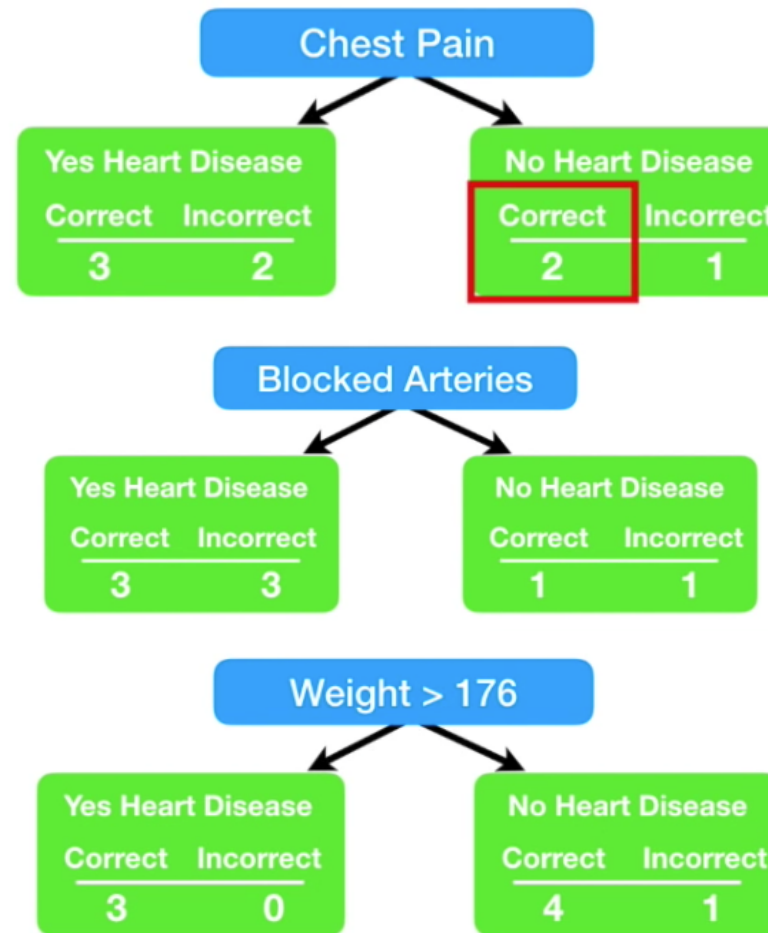 Chest Pain
Yes Heart Disease
Correct Incorrect
3 2
No Heart Disease
Correct Incorrect
2 1
Blocked Arteries
Yes Heart Disease
Correct Incorrect
3 3
No Heart Disease
Correct Incorrect
1 1
Weight > 176
Yes Heart Disease
Correct Incorrect
3 0
No Heart Disease
Correct Incorrect
4 1